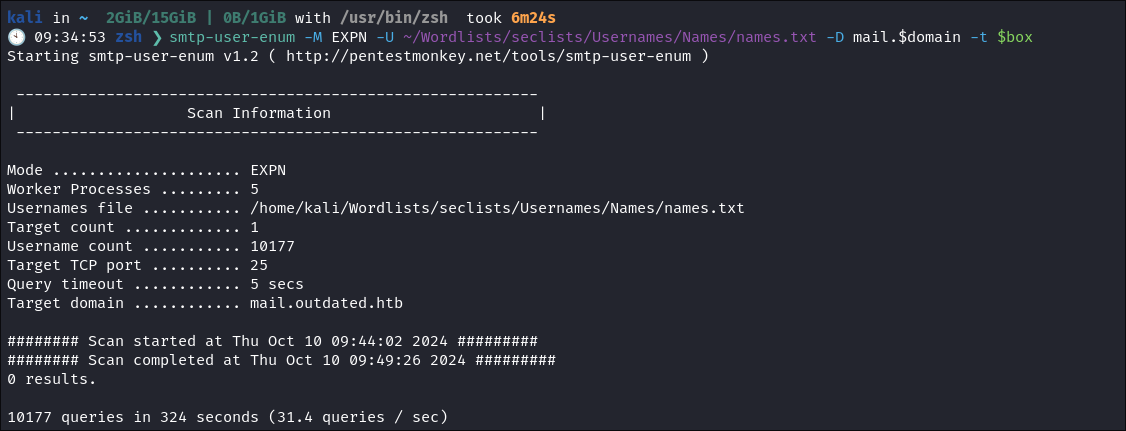 kali in ~  2GiB/15GiB | 0B/1GiB with /usr/bin/zsh  took 6m24s
🕙 09:34:53 zsh ❯ smtp-user-enum -M EXPN -U ~/Wordlists/seclists/Usernames/Names/names.txt -D mail.$domain -t $box
Starting smtp-user-enum v1.2 ( http://pentestmonkey.net/tools/smtp-user-enum )
 ----------------------------------------------------------
|                   Scan Information                       |
 ----------------------------------------------------------
Mode ..................... EXPN
Worker Processes ......... 5
Usernames file ........... /home/kali/Wordlists/seclists/Usernames/Names/names.txt
Target count ............. 1
Username count ........... 10177
Target TCP port .......... 25
Query timeout ............ 5 secs
Target domain ............ mail.outdated.htb
######## Scan started at Thu Oct 10 09:44:02 2024 #########
######## Scan completed at Thu Oct 10 09:49:26 2024 #########
0 results.
10177 queries in 324 seconds (31.4 queries / sec)